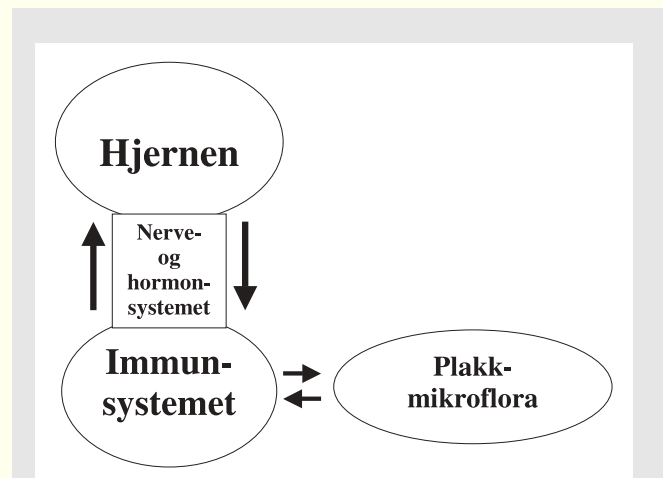 Hjernen
Nerve-
og
hormon-
systemet
Immun-
systemet
Plakk-
mikroflora